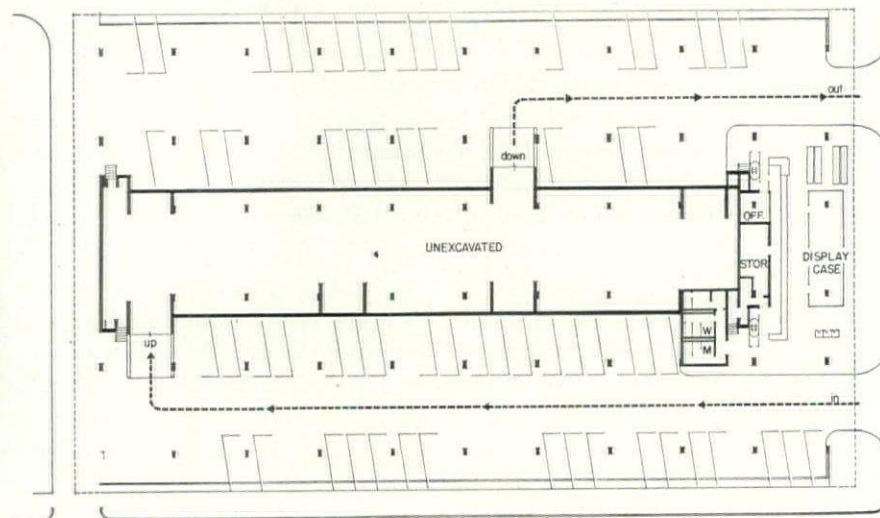 out
down
OFF.
UNEXCAVATED
STOR
DISPLAY
CASE
up
W
M
in